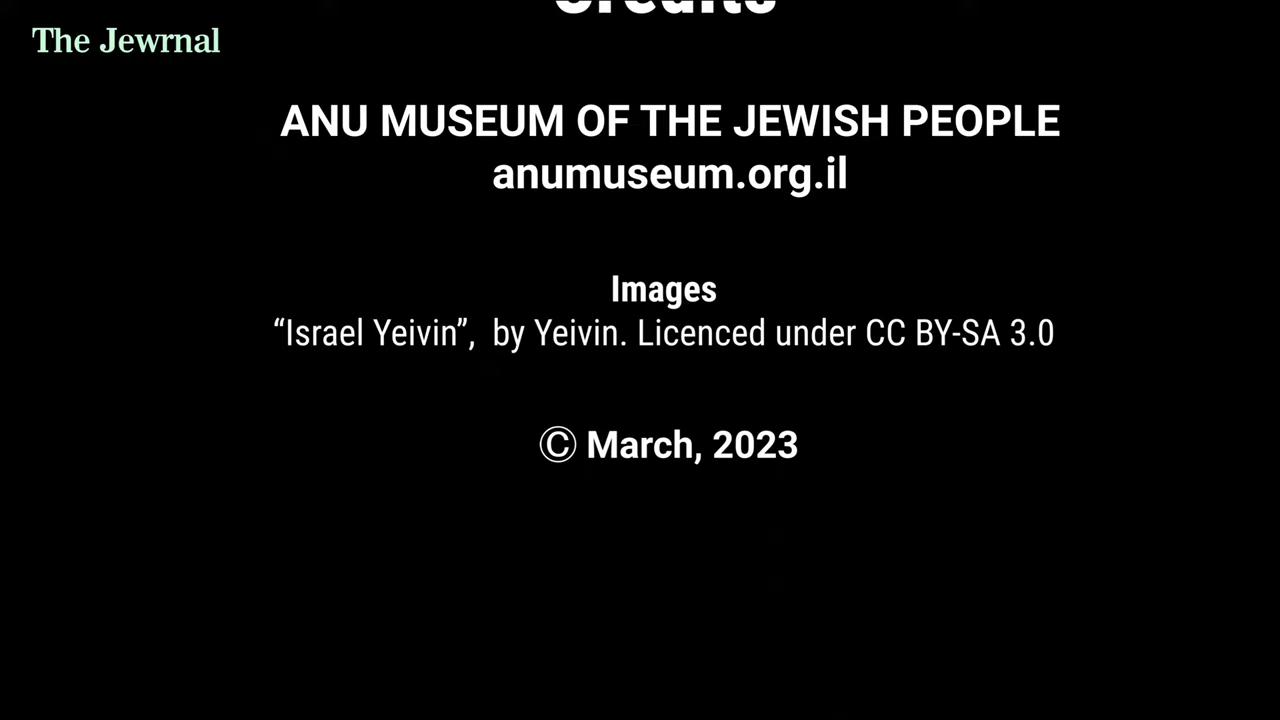 The Jewrnal
Credits
ANU MUSEUM OF THE JEWISH PEOPLE
anumuseum.org.il
Images
“Israel Yeivin”,  by Yeivin. Licenced under CC BY-SA 3.0
© March, 2023